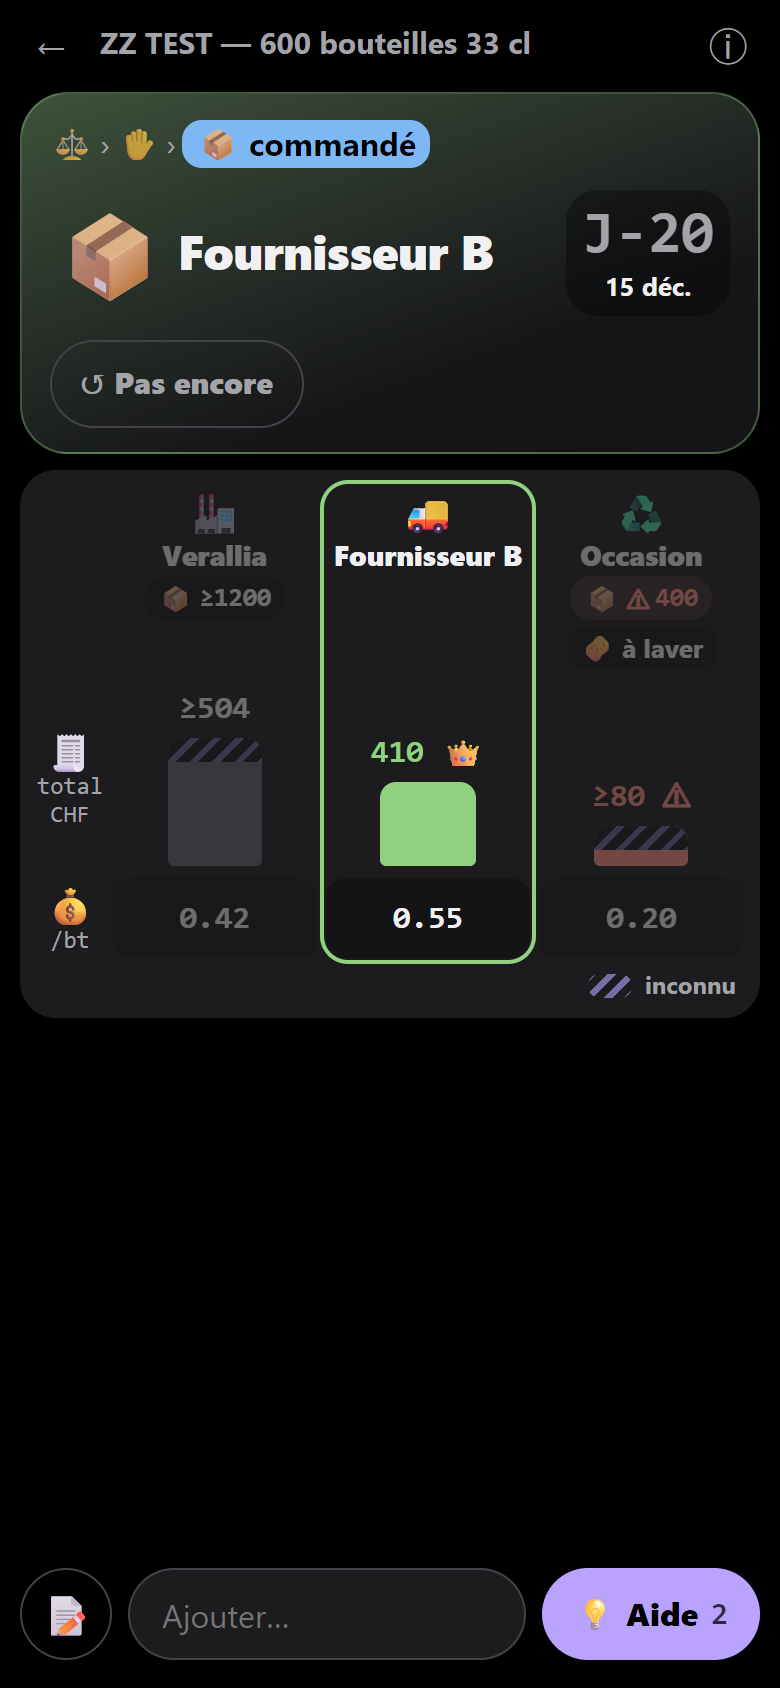 ← ZZ TEST — 600 bouteilles 33 cl ⓘ
⚖️ › ✋ › 📦 commandé
📦 Fournisseur B
J-20
15 déc.
↺ Pas encore
Verallia
Fournisseur B
Occasion
📦 ≥1200
📦 ⚠ 400
à laver
≥504
410 👑
≥80 ⚠
total
CHF
/bt
0.42
0.55
0.20
inconnu
Ajouter…
💡 Aide 2